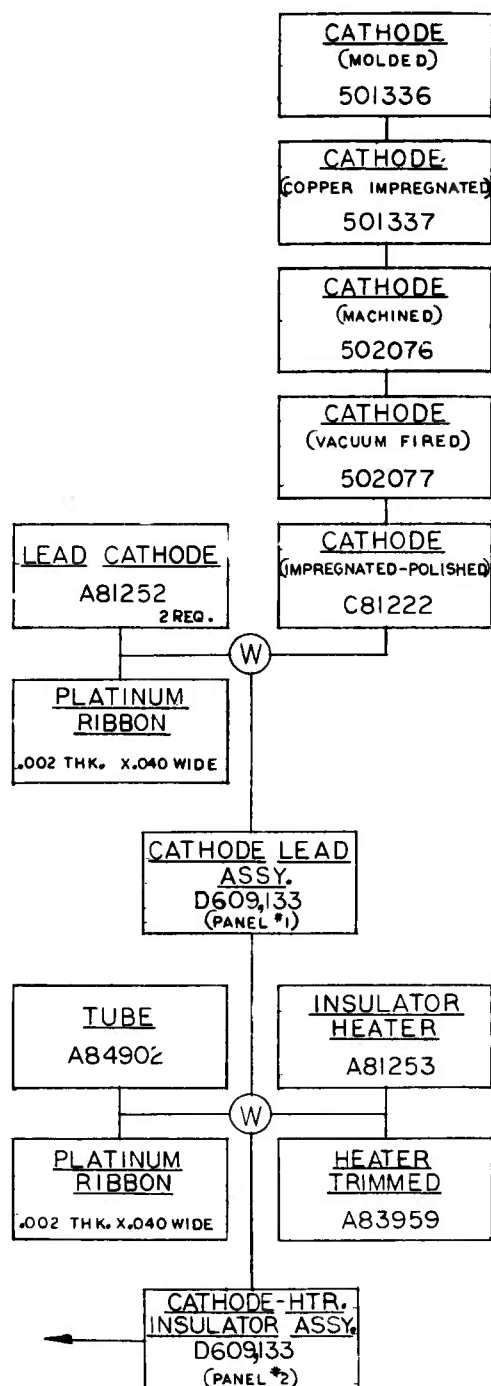 CATHODE
(MOLDED)
501336
CATHODE
(COPPER IMPREGNATED)
501337
CATHODE
(MACHINED)
502076
CATHODE
(VACUUM FIRED)
502077
LEAD CATHODE
A81252
2 REQ.
CATHODE
(IMPREGNATED-POLISHED)
C81222
W
PLATINUM
RIBBON
.002 THK. X.040 WIDE
CATHODE LEAD
ASSY.
D609,133
(PANEL #1)
TUBE
A84902
INSULATOR
HEATER
A81253
W
PLATINUM
RIBBON
.002 THK. X.040 WIDE
HEATER
TRIMMED
A83959
CATHODE-HTR.
INSULATOR ASSY.
D609,133
(PANEL #2)